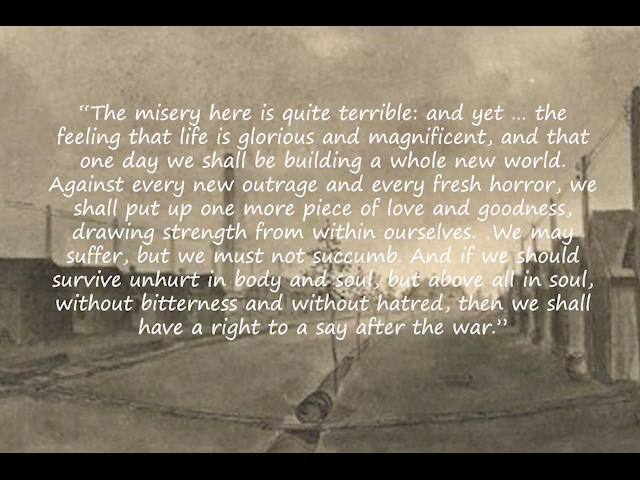 “The misery here is quite terrible: and yet ... the
feeling that life is glorious and magnificent, and that
one day we shall be building a whole new world.
Against every new outrage and every fresh horror, we
shall put up one more piece of love and goodness,
drawing strength from within ourselves.  We may
suffer, but we must not succumb. And if we should
survive unhurt in body and soul, but above all in soul,
without bitterness and without hatred, then we shall
have a right to a say after the war.”